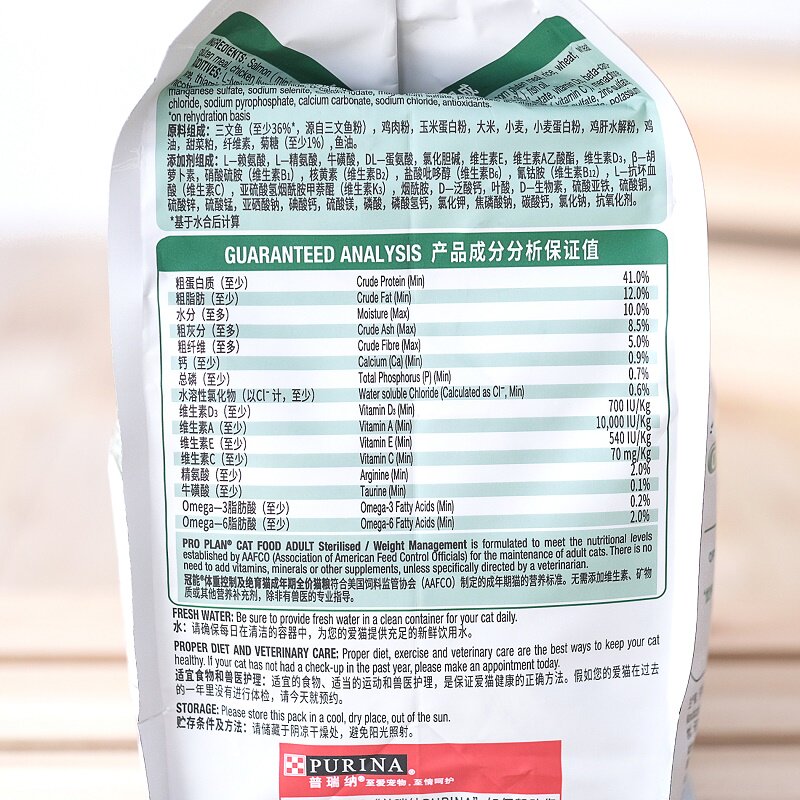 INGREDIENTS: Salmon
manganese sulfate, sodium selenite,
chloride, sodium pyrophosphate, calcium carbonate, sodium chloride, antioxidants.
*on rehydration basis
原料组成：三文鱼（至少36%*，源自三文鱼粉），鸡肉粉，玉米蛋白粉，大米，小麦，小麦蛋白粉，鸡肝水解粉，鸡
油，甜菜粕，纤维素，菊糖（至少1%），鱼油。
添加剂组成：L—赖氨酸，L—精氨酸，牛磺酸，DL—蛋氨酸，氯化胆碱，维生素E，维生素A乙酸酯，维生素D₃，β—胡
萝卜素，硝酸硫胺（维生素B₁），核黄素（维生素B₂），盐酸吡哆醇（维生素B₆），氰钴胺（维生素B₁₂），L—抗坏血
酸（维生素C），亚硫酸氢烟酰胺甲萘醌（维生素K₃），烟酰胺，D—泛酸钙，叶酸，D—生物素，硫酸亚铁，硫酸铜，
硫酸锌，硫酸锰，亚硒酸钠，碘酸钙，硫酸镁，磷酸，磷酸氢钙，氯化钾，焦磷酸钠，碳酸钙，氯化钠，抗氧化剂。
*基于水合后计算
GUARANTEED ANALYSIS 产品成分分析保证值
粗蛋白质（至少） Crude Protein (Min) 41.0%
粗脂肪（至少） Crude Fat (Min) 12.0%
水分（至多） Moisture (Max) 10.0%
粗灰分（至多） Crude Ash (Max) 8.5%
粗纤维（至多） Crude Fibre (Max) 5.0%
钙（至少） Calcium (Ca) (Min) 0.9%
总磷（至少） Total Phosphorus (P) (Min) 0.7%
水溶性氯化物（以Cl⁻计，至少） Water soluble Chloride (Calculated as Cl⁻, Min) 0.6%
维生素D₃（至少） Vitamin D₃ (Min) 700 IU/Kg
维生素A（至少） Vitamin A (Min) 10,000 IU/Kg
维生素E（至少） Vitamin E (Min) 540 IU/Kg
维生素C（至少） Vitamin C (Min) 70 mg/Kg
精氨酸（至少） Arginine (Min) 2.0%
牛磺酸（至少） Taurine (Min) 0.1%
Omega—3脂肪酸（至少） Omega-3 Fatty Acids (Min) 0.2%
Omega—6脂肪酸（至少） Omega-6 Fatty Acids (Min) 2.0%
PRO PLAN® CAT FOOD ADULT Sterilised / Weight Management is formulated to meet the nutritional levels
established by AAFCO (Association of American Feed Control Officials) for the maintenance of adult cats. There is no
need to add vitamins, minerals or other supplements, unless specifically directed by a veterinarian.
冠能®体重控制及绝育猫成年期全价猫粮符合美国饲料监管协会（AAFCO）制定的成年期猫的营养标准。无需添加维生素、矿物
质或其他营养补充剂，除非有兽医的专业指导。
FRESH WATER: Be sure to provide fresh water in a clean container for your cat daily.
水：请确保每日在清洁的容器中，为您的爱猫提供充足的新鲜饮用水。
PROPER DIET AND VETERINARY CARE: Proper diet, exercise and veterinary care are the best ways to keep your cat
healthy. If your cat has not had a check-up in the past year, please make an appointment today.
适宜食物和兽医护理：适宜的食物、适当的运动和兽医护理，是保证爱猫健康的正确方法。假如您的爱猫在过去
的一年里没有进行体检，请今天就预约。
STORAGE: Please store this pack in a cool, dry place, out of the sun.
贮存条件及方法：请储藏于阴凉干燥处，避免阳光照射。
PURINA®
普瑞纳®至爱宠物，至情呵护